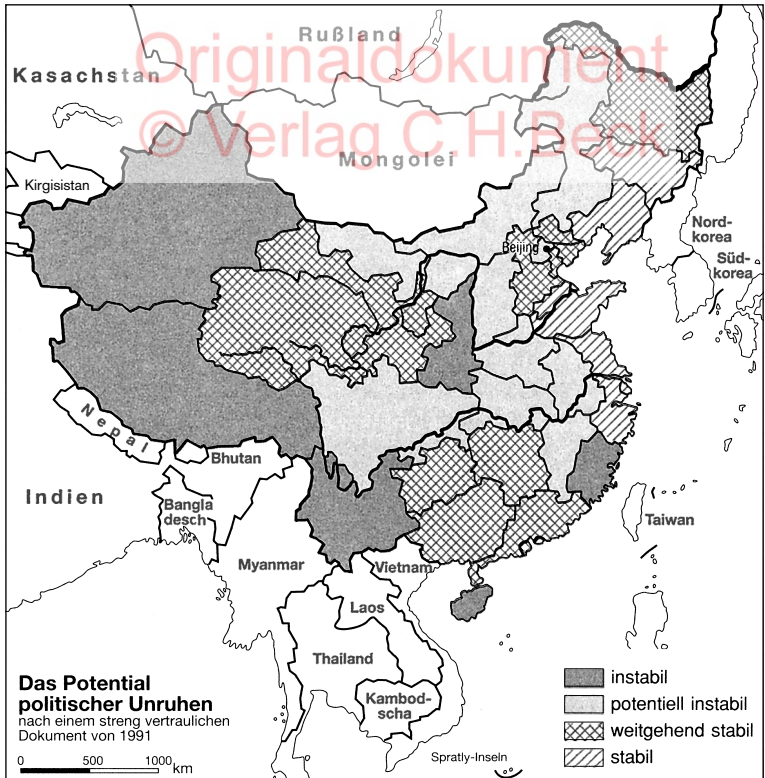 Rußland
Originaldokument
Kasachstan
© Verlag C.H.Beck
Mongolei
Kirgisistan
Nord-
korea
Beijing
Süd-
korea
Nepal
Bhutan
Indien
Bangla
desch
Taiwan
Myanmar
Vietnam
Laos
Thailand
Kambod-
scha
Das Potential
politischer Unruhen
nach einem streng vertraulichen
Dokument von 1991
0 500 1000 km
Spratly-Inseln
instabil
potentiell instabil
weitgehend stabil
stabil